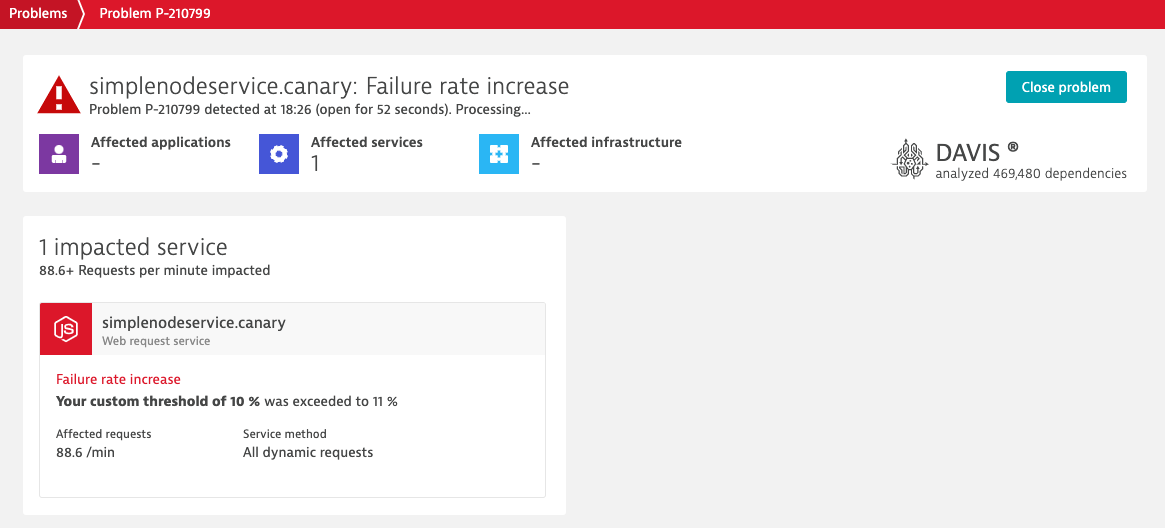 Problems Problem P-210799
simplenodeservice.canary: Failure rate increase
Problem P-210799 detected at 18:26 (open for 52 seconds). Processing...
Close problem
Affected applications
–
Affected services
1
Affected infrastructure
–
DAVIS ®
analyzed 469,480 dependencies
1 impacted service
88.6+ Requests per minute impacted
JS
simplenodeservice.canary
Web request service
Failure rate increase
Your custom threshold of 10 % was exceeded to 11 %
Affected requests
88.6 /min
Service method
All dynamic requests